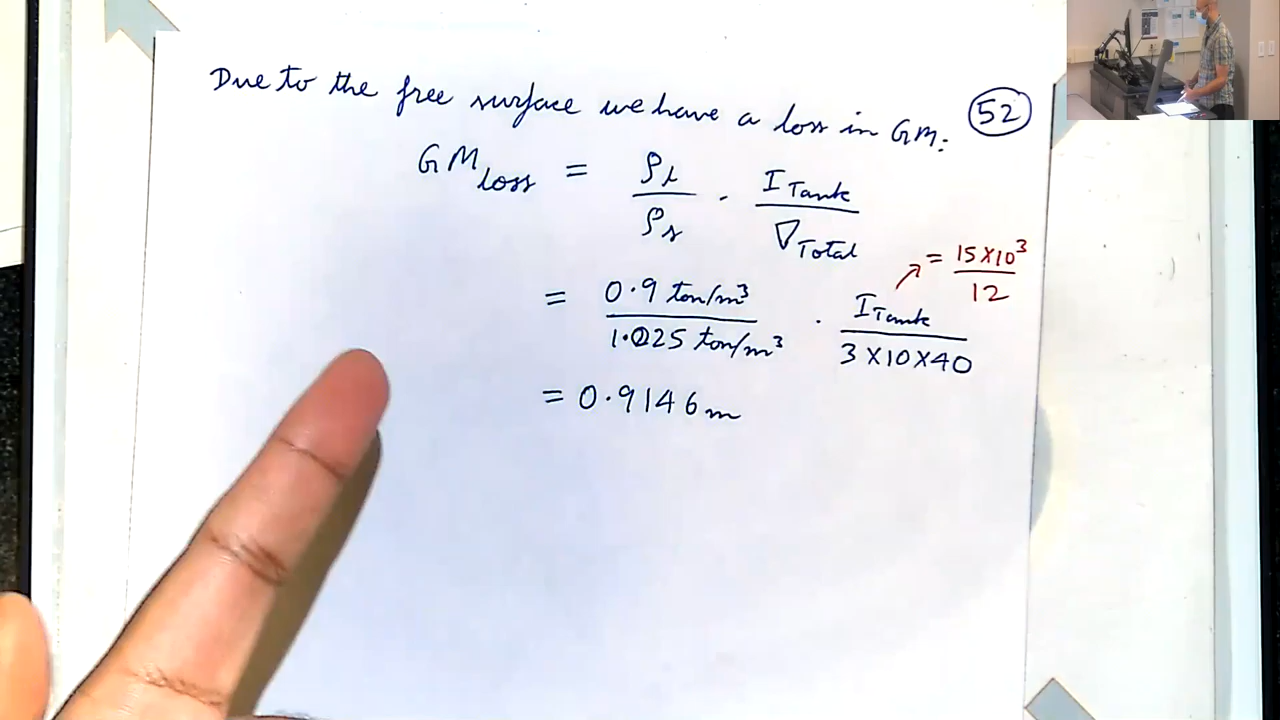 Due to the free surface we have a loss in GM:
52
GM_loss = ρ_l/ρ_s · I_Tank/∇_Total
= 0.9 ton/m³ / 1.025 ton/m³ · I_Tank / 3×10×40
→ = 15×10³/12
= 0.9146 m